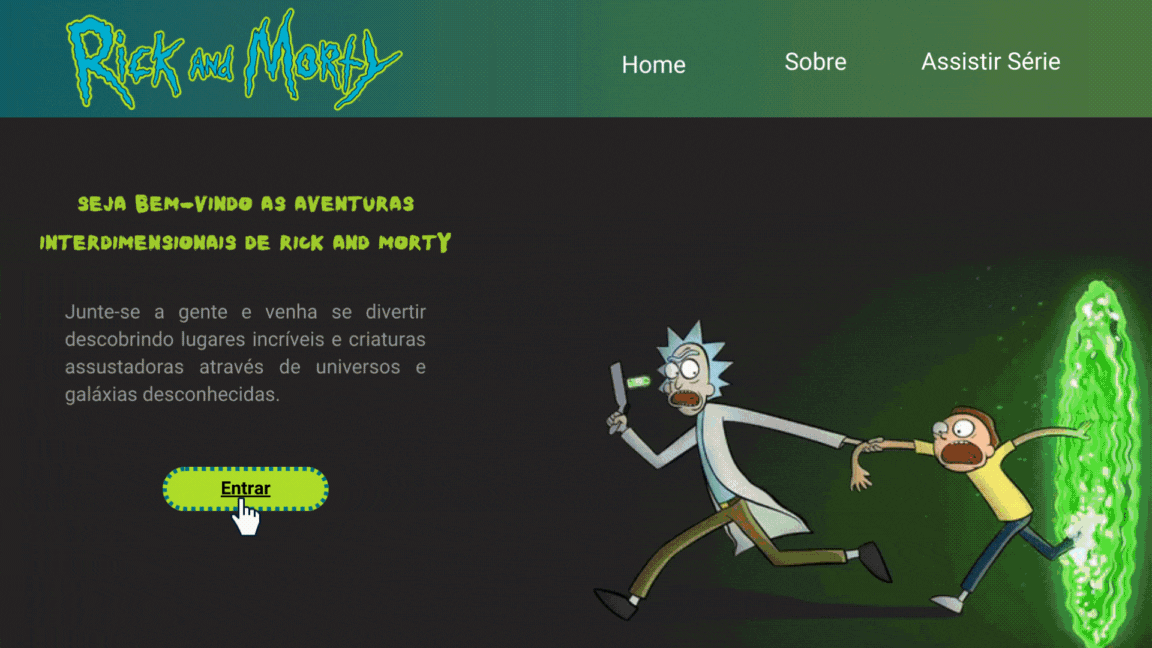 Rick and Morty
Home
Sobre
Assistir Série
SEJA BEM-VINDO AS AVENTURAS
INTERDIMENSIONAIS DE RICK AND MORTY
Junte-se a gente e venha se divertir
descobrindo lugares incríveis e criaturas
assustadoras através de universos e
galáxias desconhecidas.
Entrar